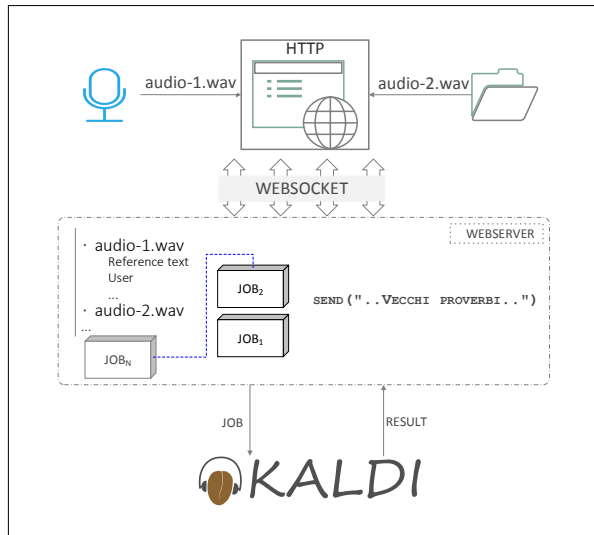 HTTP
audio-1.wav
audio-2.wav
WEBSOCKET
WEBSERVER
· audio-1.wav
Reference text
User
...
· audio-2.wav
...
JOB2
JOB1
JOBN
SEND("..VECCHI PROVERBI..")
JOB
RESULT
KALDI